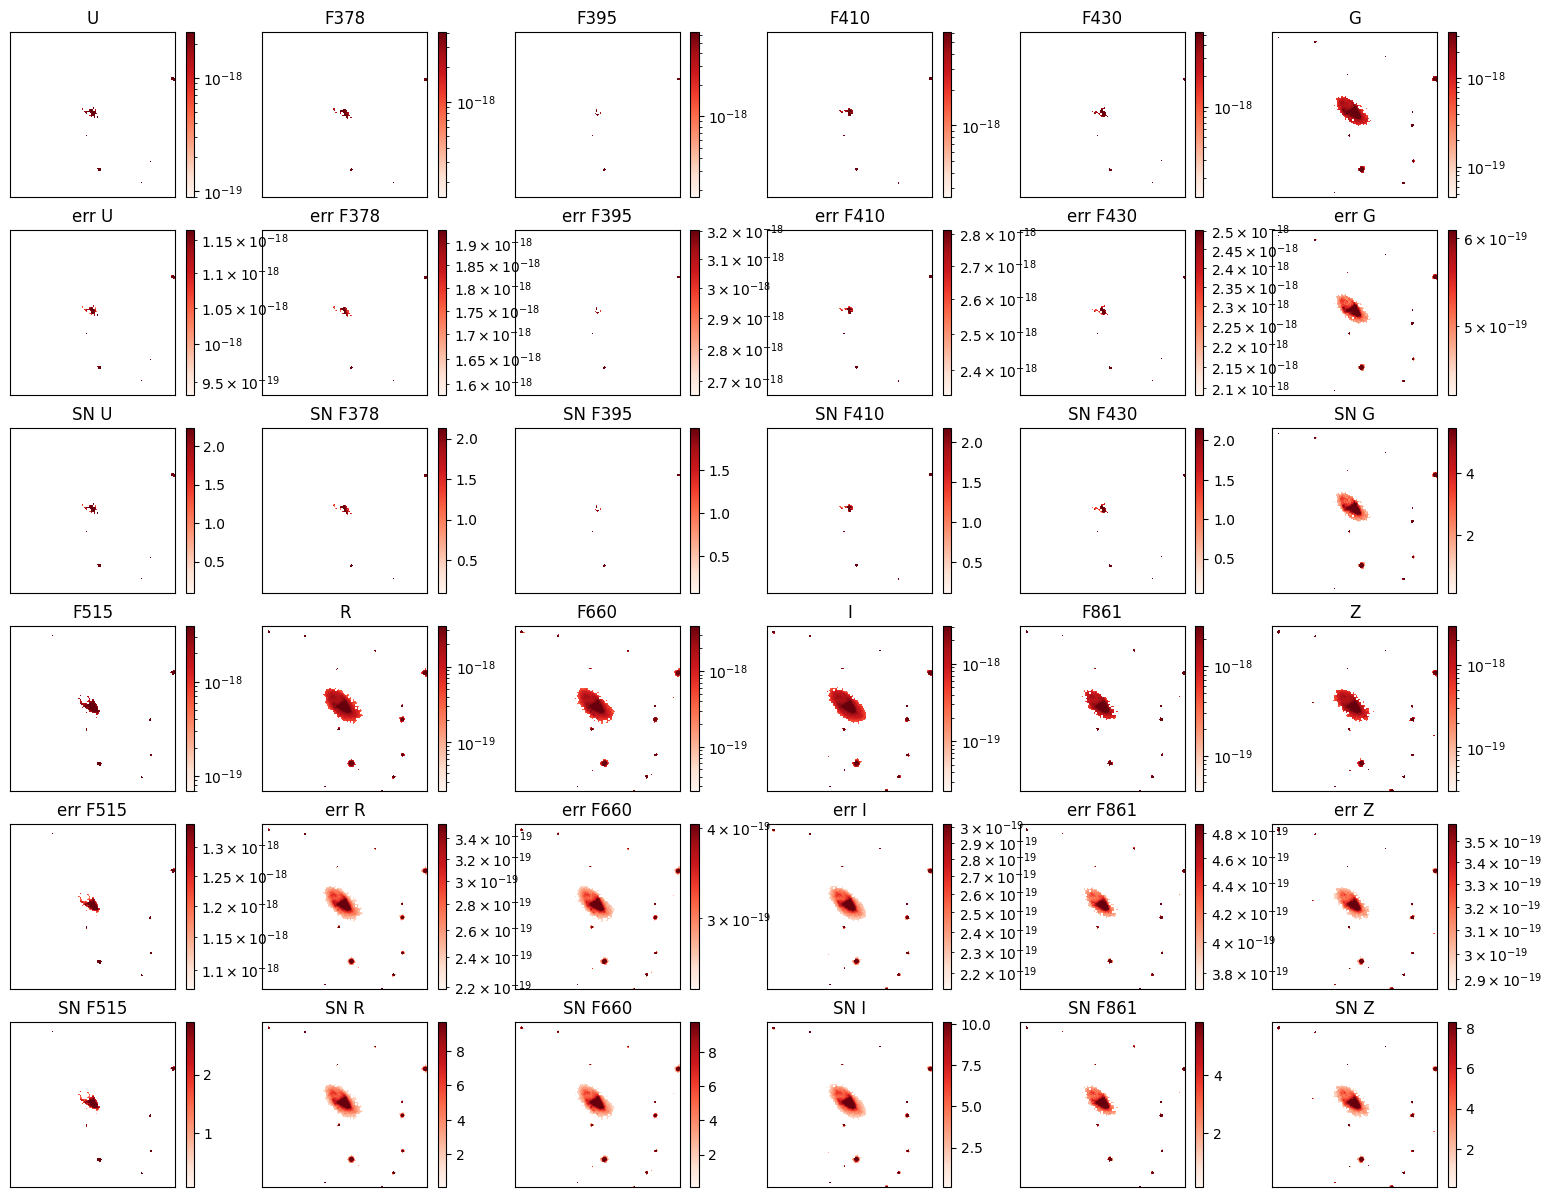 U F378 F395 F410 F430 G
10⁻¹⁸ 10⁻¹⁸ 10⁻¹⁸ 10⁻¹⁸ 10⁻¹⁸ 10⁻¹⁸
10⁻¹⁹ 10⁻¹⁹
err U err F378 err F395 err F410 err F430 err G
1.15 × 10⁻¹⁸ 1.9 × 10⁻¹⁸ 3.2 × 10⁻¹⁸ 2.8 × 10⁻¹⁸ 2.5 × 10⁻¹⁸ 6 × 10⁻¹⁹
1.1 × 10⁻¹⁸ 1.85 × 10⁻¹⁸ 3.1 × 10⁻¹⁸ 2.7 × 10⁻¹⁸ 2.45 × 10⁻¹⁸ 5 × 10⁻¹⁹
1.05 × 10⁻¹⁸ 1.8 × 10⁻¹⁸ 3 × 10⁻¹⁸ 2.6 × 10⁻¹⁸ 2.4 × 10⁻¹⁸
10⁻¹⁸ 1.75 × 10⁻¹⁸ 2.9 × 10⁻¹⁸ 2.5 × 10⁻¹⁸ 2.35 × 10⁻¹⁸
9.5 × 10⁻¹⁹ 1.7 × 10⁻¹⁸ 2.8 × 10⁻¹⁸ 2.4 × 10⁻¹⁸ 2.3 × 10⁻¹⁸
1.65 × 10⁻¹⁸ 2.7 × 10⁻¹⁸ 2.25 × 10⁻¹⁸
1.6 × 10⁻¹⁸ 2.2 × 10⁻¹⁸
2.15 × 10⁻¹⁸
2.1 × 10⁻¹⁸
SN U SN F378 SN F395 SN F410 SN F430 SN G
2.0 2.0 1.5 2.0 2.0 4
1.5 1.5 1.0 1.5 1.5 2
1.0 1.0 0.5 1.0 1.0
0.5 0.5 0.5 0.5
F515 R F660 I F861 Z
10⁻¹⁸ 10⁻¹⁸ 10⁻¹⁸ 10⁻¹⁸ 10⁻¹⁸ 10⁻¹⁸
10⁻¹⁹ 10⁻¹⁹ 10⁻¹⁹ 10⁻¹⁹ 10⁻¹⁹ 10⁻¹⁹
err F515 err R err F660 err I err F861 err Z
1.3 × 10⁻¹⁸ 3.4 × 10⁻¹⁹ 4 × 10⁻¹⁹ 3 × 10⁻¹⁹ 4.8 × 10⁻¹⁹ 3.5 × 10⁻¹⁹
1.25 × 10⁻¹⁸ 3.2 × 10⁻¹⁹ 3 × 10⁻¹⁹ 2.9 × 10⁻¹⁹ 4.6 × 10⁻¹⁹ 3.4 × 10⁻¹⁹
1.2 × 10⁻¹⁸ 3 × 10⁻¹⁹ 2.8 × 10⁻¹⁹ 4.4 × 10⁻¹⁹ 3.3 × 10⁻¹⁹
1.15 × 10⁻¹⁸ 2.8 × 10⁻¹⁹ 2.7 × 10⁻¹⁹ 4.2 × 10⁻¹⁹ 3.2 × 10⁻¹⁹
1.1 × 10⁻¹⁸ 2.6 × 10⁻¹⁹ 2.6 × 10⁻¹⁹ 4 × 10⁻¹⁹ 3.1 × 10⁻¹⁹
2.4 × 10⁻¹⁹ 2.5 × 10⁻¹⁹ 3.8 × 10⁻¹⁹ 3 × 10⁻¹⁹
2.2 × 10⁻¹⁹ 2.4 × 10⁻¹⁹ 2.9 × 10⁻¹⁹
2.3 × 10⁻¹⁹
2.2 × 10⁻¹⁹
SN F515 SN R SN F660 SN I SN F861 SN Z
2 8 8 10.0 4 8
1 6 6 7.5 2 6
4 4 5.0 4
2 2 2.5 2